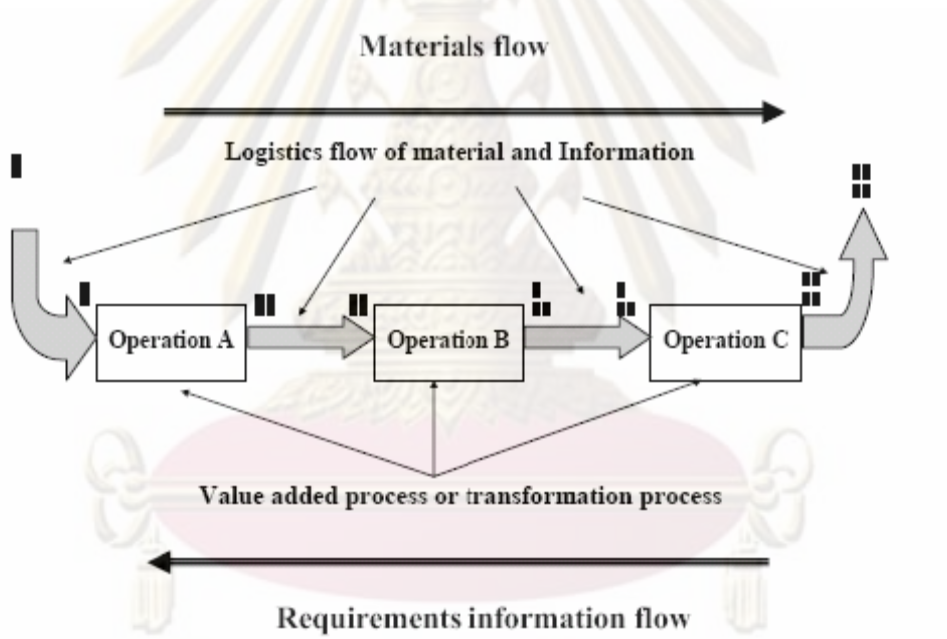 Materials flow
Logistics flow of material and Information
Operation A
Operation B
Operation C
Value added process or transformation process
Requirements information flow